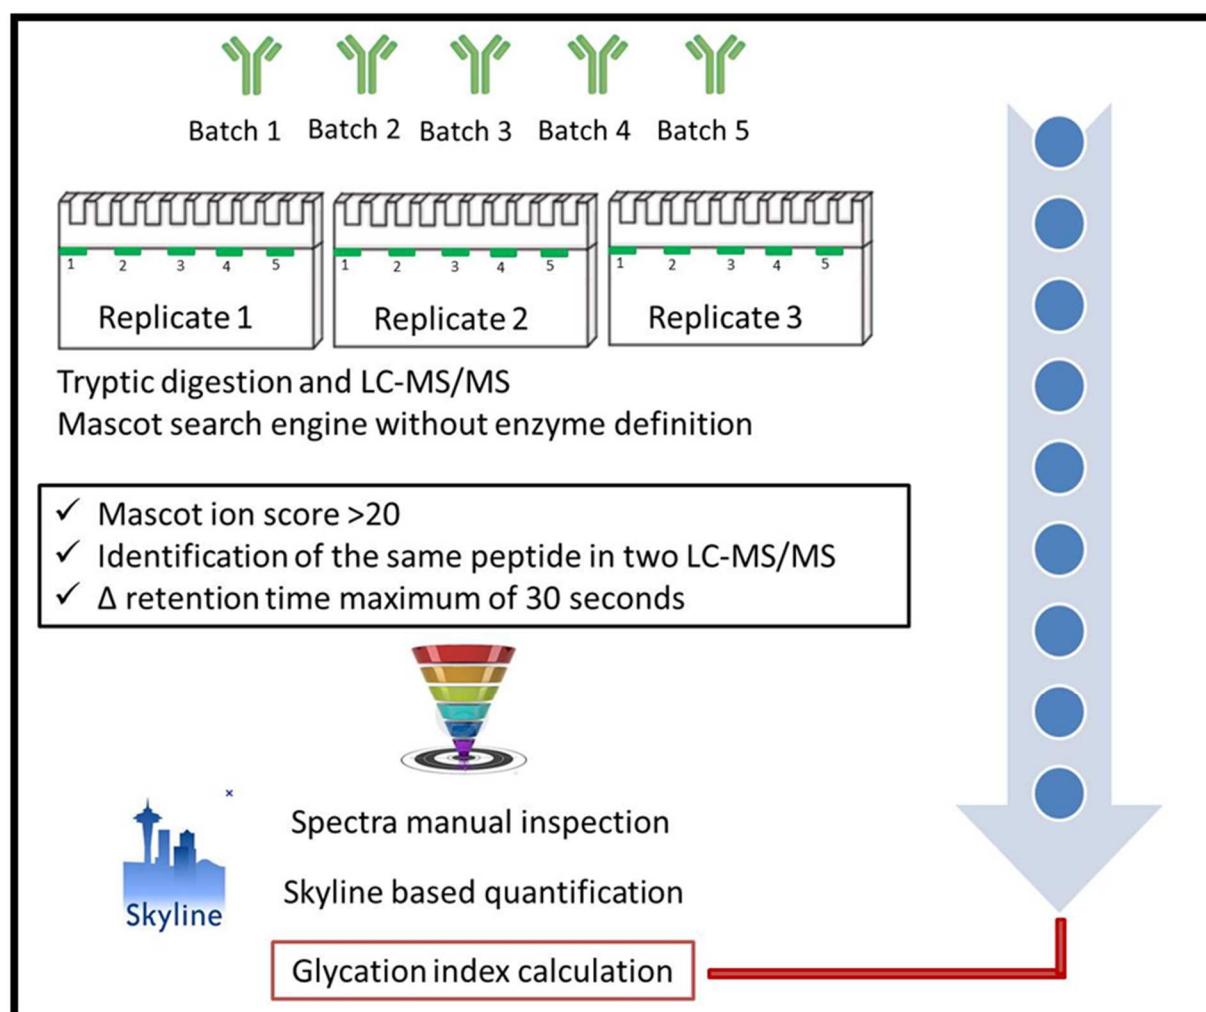 Batch 1 Batch 2 Batch 3 Batch 4 Batch 5
1 2 3 4 5 1 2 3 4 5 1 2 3 4 5
Replicate 1 Replicate 2 Replicate 3
Tryptic digestion and LC-MS/MS
Mascot search engine without enzyme definition
✓ Mascot ion score >20
✓ Identification of the same peptide in two LC-MS/MS
✓ Δ retention time maximum of 30 seconds
Spectra manual inspection
Skyline based quantification
Skyline
Glycation index calculation